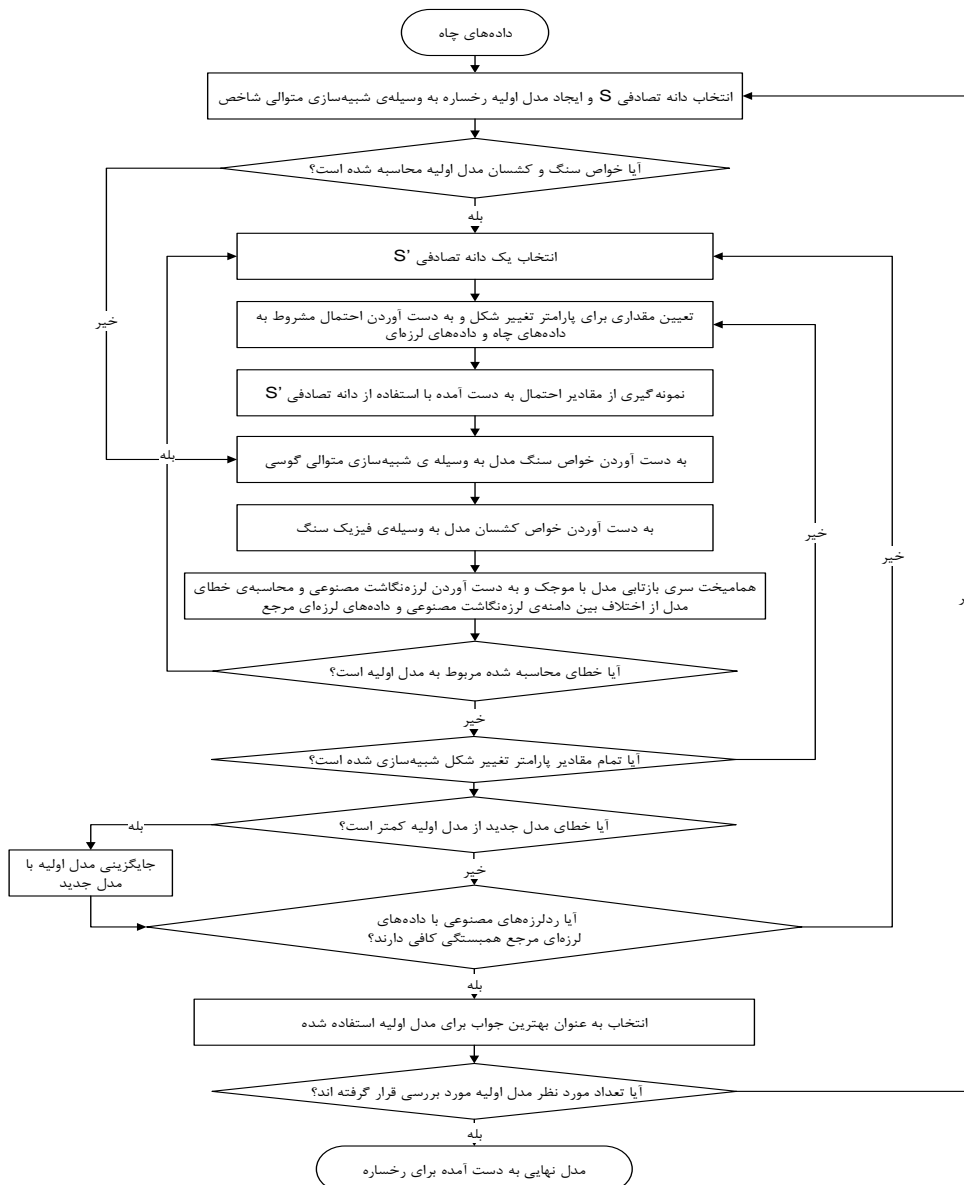 داده‌های چاه
انتخاب دانه تصادفی S و ایجاد مدل اولیه رخساره به وسیله‌ی شبیه‌سازی متوالی شاخص
آیا خواص سنگ و کشسان مدل اولیه محاسبه شده است؟
بله
خیر
انتخاب یک دانه تصادفی S'
تعیین مقداری برای پارامتر تغییر شکل و به دست آوردن احتمال مشروط به
داده‌های چاه و داده‌های لرزه‌ای
نمونه گیری از مقادیر احتمال به دست آمده با استفاده از دانه تصادفی S'
به دست آوردن خواص سنگ مدل به وسیله ی شبیه‌سازی متوالی گوسی
بله
به دست آوردن خواص کشسان مدل به وسیله‌ی فیزیک سنگ
خیر
خیر
همامیخت سری بازتابی مدل با موجک و به دست آوردن لرزه‌نگاشت مصنوعی و محاسبه‌ی خطای
مدل از اختلاف بین دامنه‌ی لرزه‌نگاشت مصنوعی و داده‌های لرزه‌ای مرجع
ر
آیا خطای محاسبه شده مربوط به مدل اولیه است؟
خیر
آیا تمام مقادیر پارامتر تغییر شکل شبیه‌سازی شده است؟
آیا خطای مدل جدید از مدل اولیه کمتر است؟
بله
جایگزینی مدل اولیه با
مدل جدید
خیر
آیا ردلرزه‌های مصنوعی با داده‌های
لرزه‌ای مرجع همبستگی کافی دارند؟
بله
انتخاب به عنوان بهترین جواب برای مدل اولیه استفاده شده
آیا تعداد مورد نظر مدل اولیه مورد بررسی قرار گرفته اند؟
بله
مدل نهایی به دست آمده برای رخساره